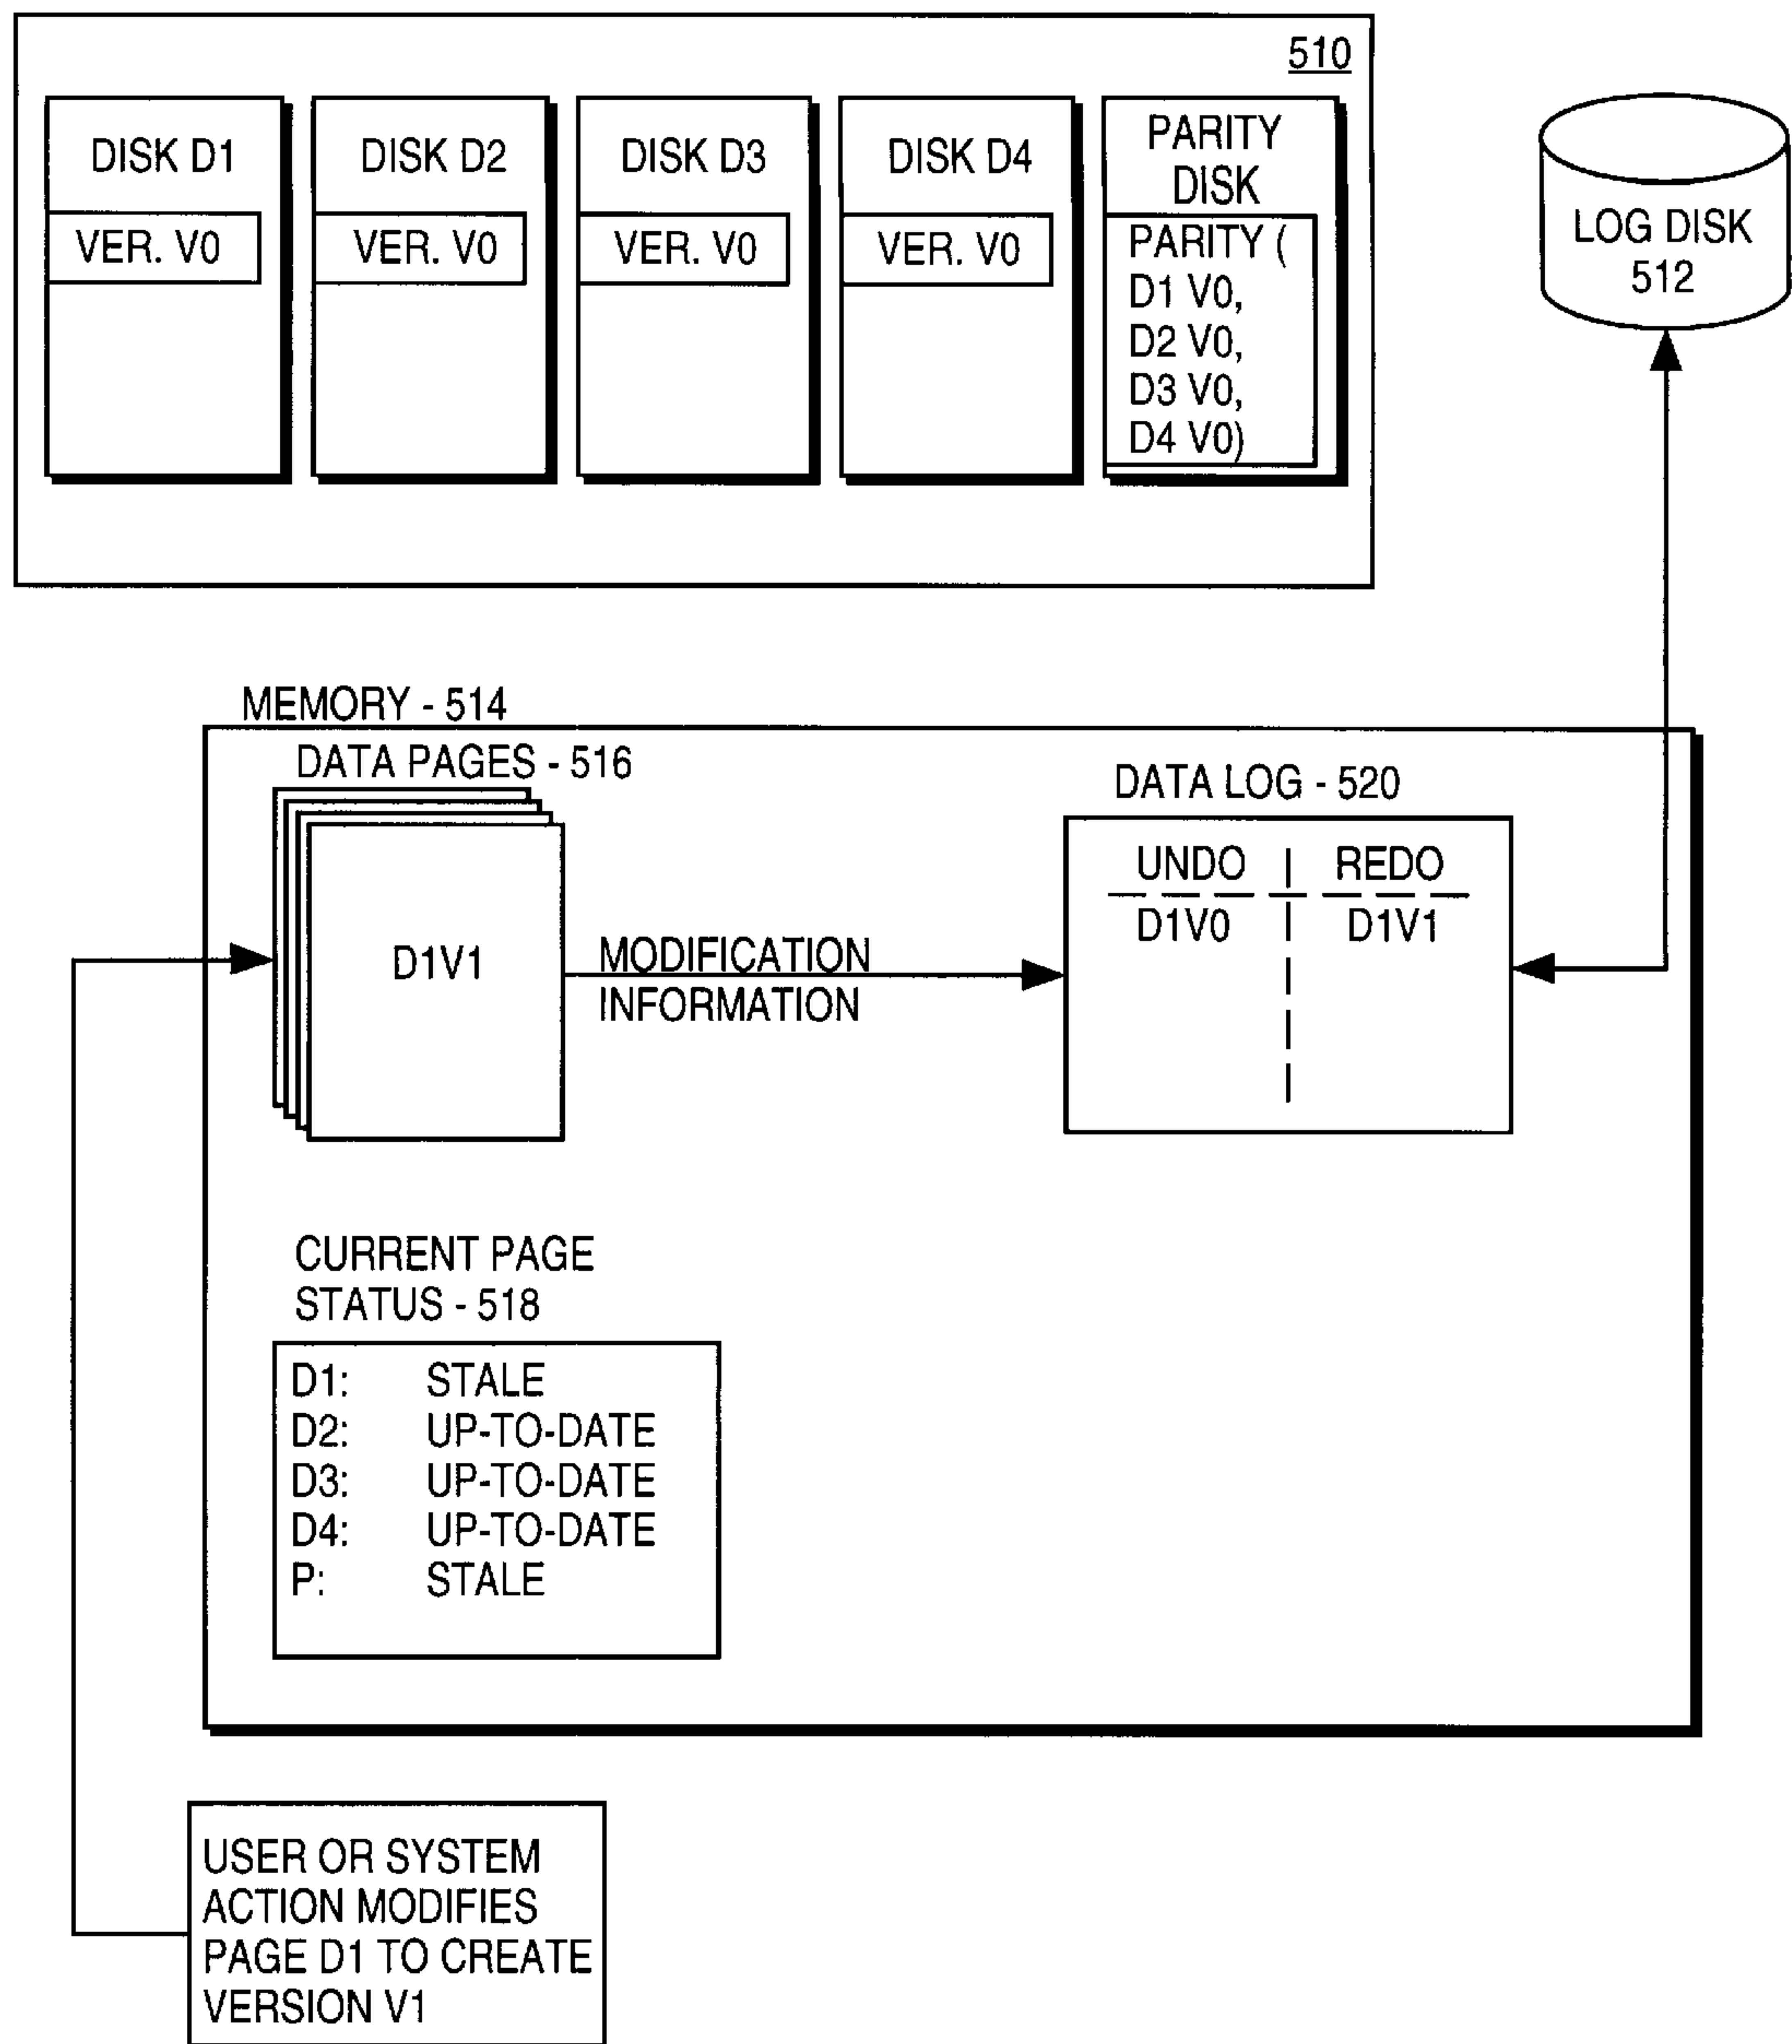 510
DISK D1
VER. V0
DISK D2
VER. V0
DISK D3
VER. V0
DISK D4
VER. V0
PARITY
DISK
PARITY (
D1 V0,
D2 V0,
D3 V0,
D4 V0)
LOG DISK
512
MEMORY - 514
DATA PAGES - 516
D1V1
MODIFICATION
INFORMATION
DATA LOG - 520
UNDO | REDO
D1V0 D1V1
CURRENT PAGE
STATUS - 518
D1: STALE
D2: UP-TO-DATE
D3: UP-TO-DATE
D4: UP-TO-DATE
P: STALE
USER OR SYSTEM
ACTION MODIFIES
PAGE D1 TO CREATE
VERSION V1